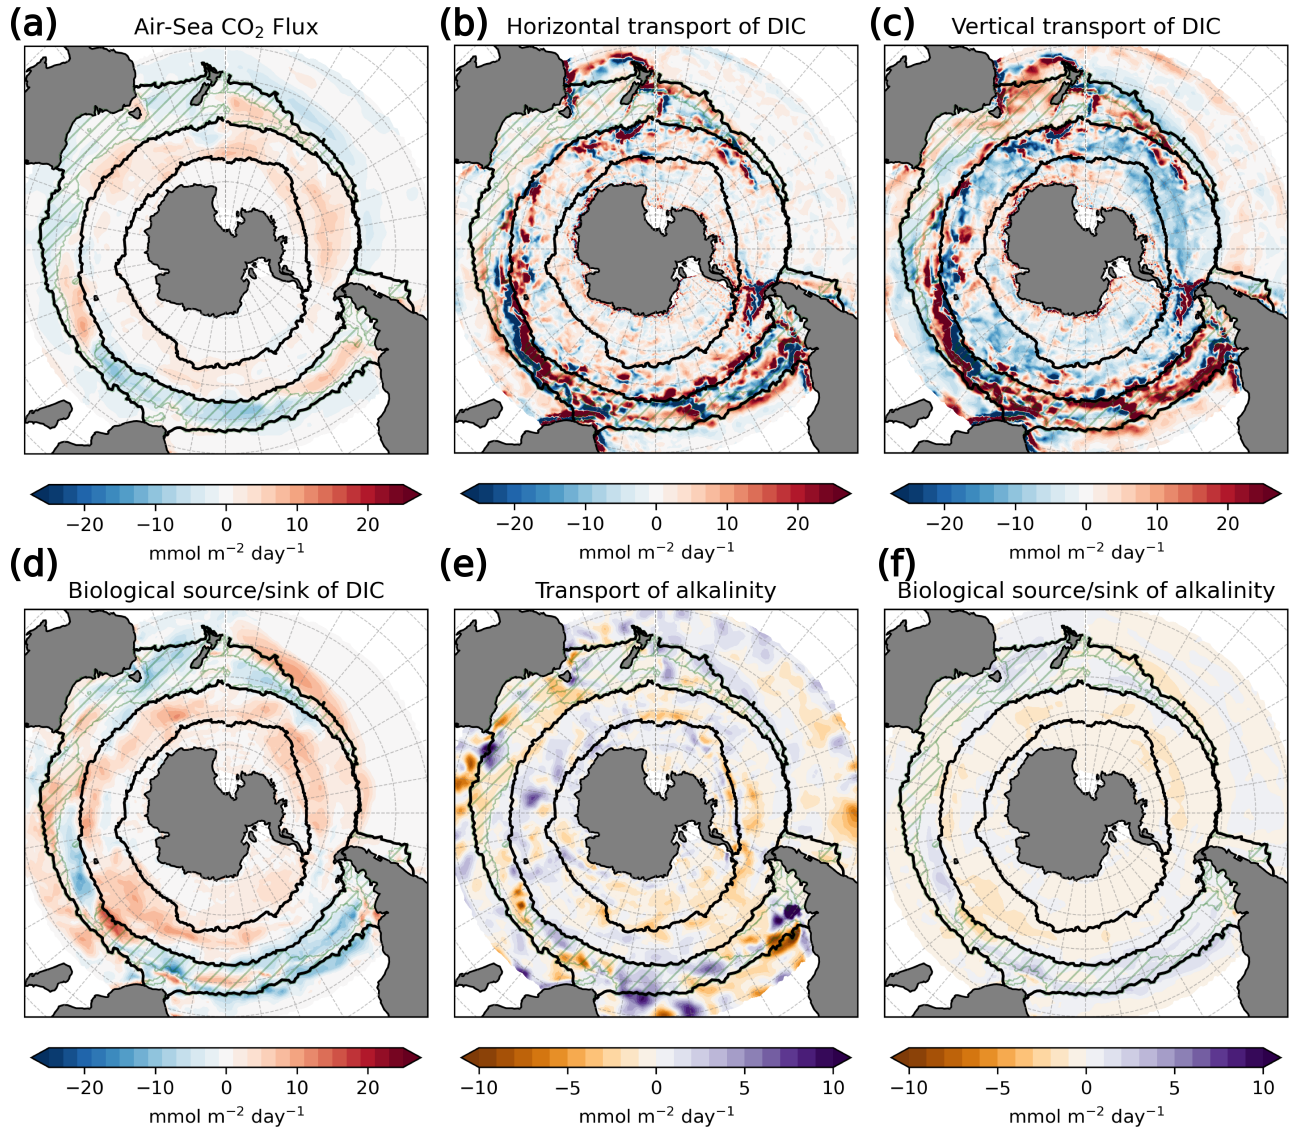 (a)
Air-Sea CO₂ Flux
(b)
Horizontal transport of DIC
(c)
Vertical transport of DIC
−20 −10 0 10 20
mmol m⁻² day⁻¹
−20 −10 0 10 20
mmol m⁻² day⁻¹
−20 −10 0 10 20
mmol m⁻² day⁻¹
(d)
Biological source/sink of DIC
(e)
Transport of alkalinity
(f)
Biological source/sink of alkalinity
−20 −10 0 10 20
mmol m⁻² day⁻¹
−10 −5 0 5 10
mmol m⁻² day⁻¹
−10 −5 0 5 10
mmol m⁻² day⁻¹